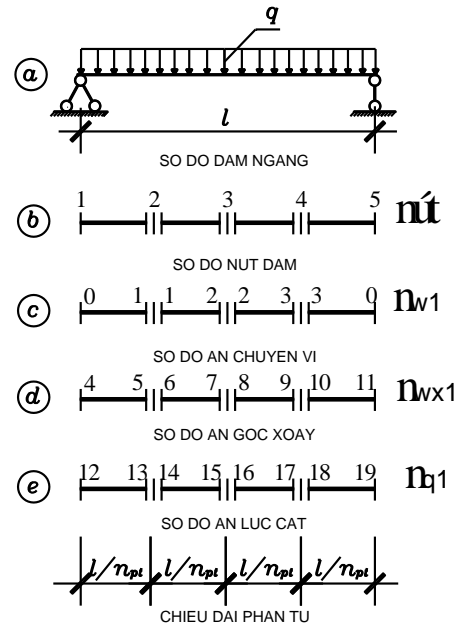 q
a
l
SO DO DAM NGANG
1 2 3 4 5 nút
b
SO DO NUT DAM
0 1 1 2 2 3 3 0 nw1
c
SO DO AN CHUYEN VI
4 5 6 7 8 9 10 11 nwx1
d
SO DO AN GOC XOAY
12 13 14 15 16 17 18 19 nq1
e
SO DO AN LUC CAT
l/npt l/npt l/npt l/npt
CHIEU DAI PHAN TU